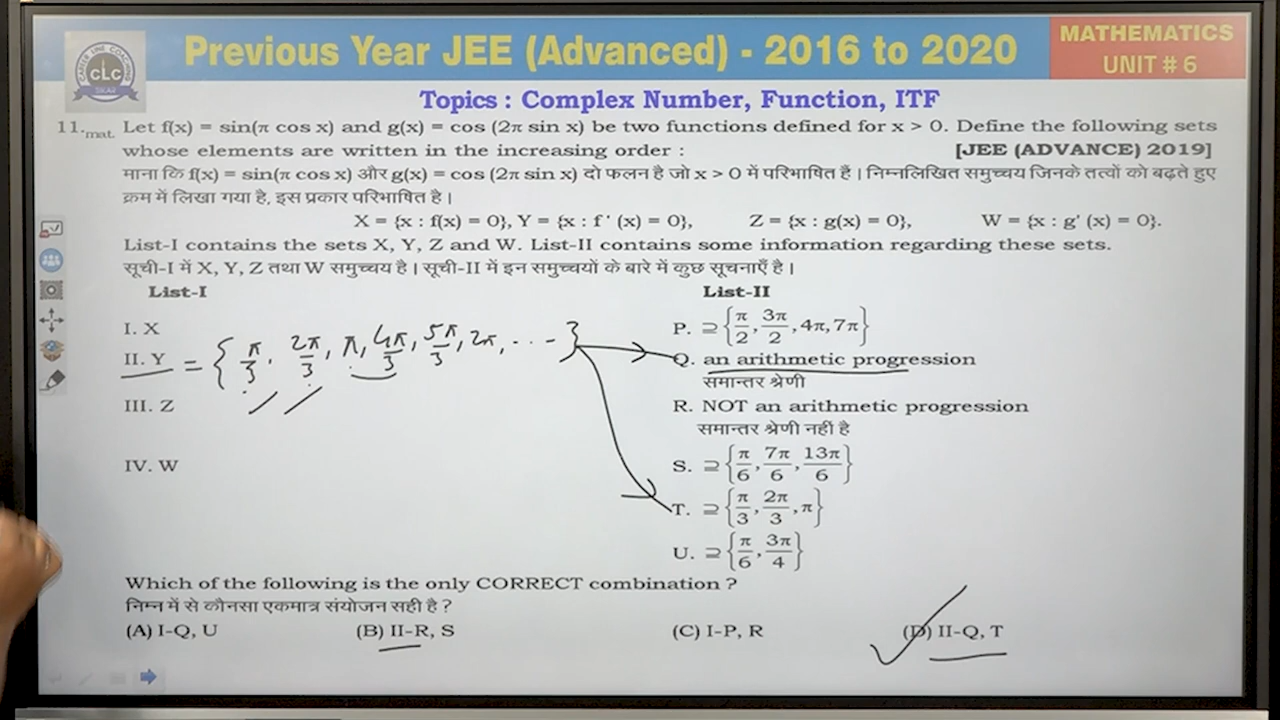 Previous Year JEE (Advanced) - 2016 to 2020
MATHEMATICS
UNIT # 6
CAREER LINE COACHING
CLC
SIKAR
Topics : Complex Number, Function, ITF
11.mat. Let f(x) = sin(π cos x) and g(x) = cos (2π sin x) be two functions defined for x > 0. Define the following sets
whose elements are written in the increasing order : [JEE (ADVANCE) 2019]
माना कि f(x) = sin(π cos x) और g(x) = cos (2π sin x) दो फलन है जो x > 0 में परिभाषित हैं। निम्नलिखित समुच्चय जिनके तत्वों को बढ़ते हुए
क्रम में लिखा गया है, इस प्रकार परिभाषित है।
X = {x : f(x) = 0}, Y = {x : f ' (x) = 0}, Z = {x : g(x) = 0}, W = {x : g' (x) = 0}.
List-I contains the sets X, Y, Z and W. List-II contains some information regarding these sets.
सूची-I में X, Y, Z तथा W समुच्चय है। सूची-II में इन समुच्चयों के बारे में कुछ सूचनाएँ है।
List-I List-II
I. X P. ⊇ {π/2, 3π/2, 4π, 7π}
II. Y = {π/3, 2π/3, π, 4π/3, 5π/3, 2π, ...-} Q. an arithmetic progression
समान्तर श्रेणी
III. Z R. NOT an arithmetic progression
समान्तर श्रेणी नहीं है
IV. W S. ⊇ {π/6, 7π/6, 13π/6}
T. ⊇ {π/3, 2π/3, π}
U. ⊇ {π/6, 3π/4}
Which of the following is the only CORRECT combination ?
निम्न में से कौनसा एकमात्र संयोजन सही है ?
(A) I-Q, U (B) II-R, S (C) I-P, R (D) II-Q, T